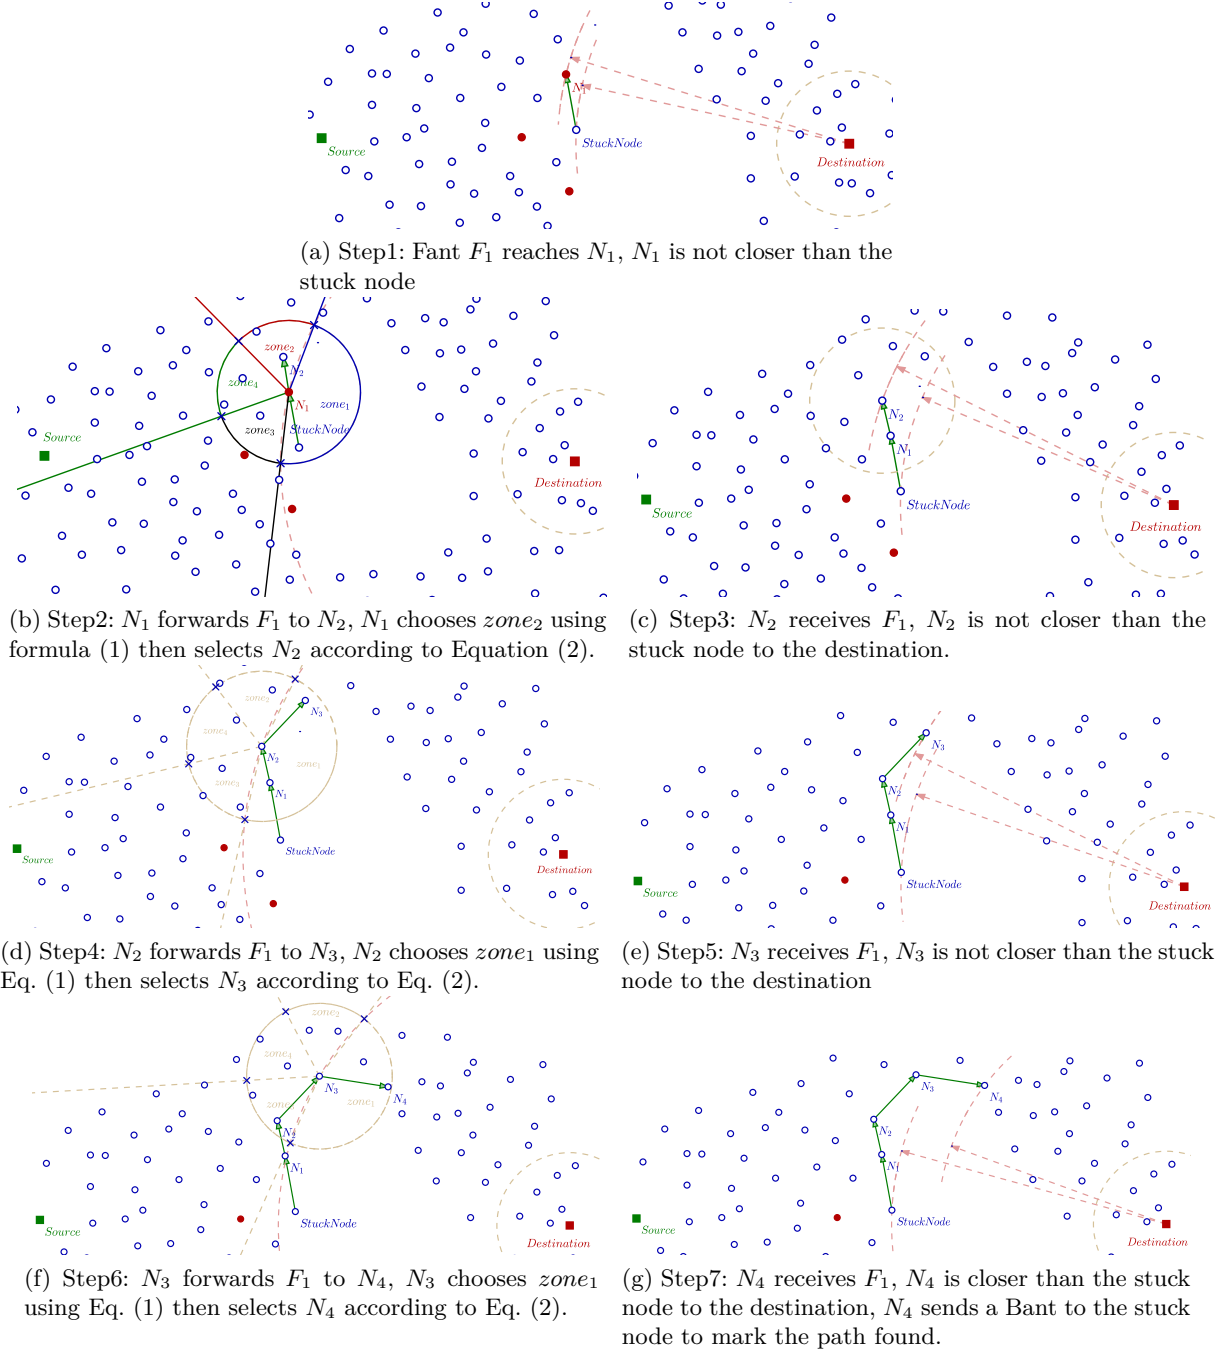 N1
StuckNode
Source
Destination
(a) Step1: Fant F1 reaches N1, N1 is not closer than the
stuck node
zone2
N2
zone4
N1
zone1
zone3
StuckNode
Source
Destination
(b) Step2: N1 forwards F1 to N2, N1 chooses zone2 using
formula (1) then selects N2 according to Equation (2).
N2
N1
StuckNode
Source
Destination
(c) Step3: N2 receives F1, N2 is not closer than the
stuck node to the destination.
zone2
N3
zone4
N2
zone1
zone3
N1
StuckNode
Source
Destination
(d) Step4: N2 forwards F1 to N3, N2 chooses zone1 using
Eq. (1) then selects N3 according to Eq. (2).
N3
N2
N1
StuckNode
Source
Destination
(e) Step5: N3 receives F1, N3 is not closer than the stuck
node to the destination
zone2
zone4
N3
N4
zone1
N2
N1
StuckNode
Source
Destination
(f) Step6: N3 forwards F1 to N4, N3 chooses zone1
using Eq. (1) then selects N4 according to Eq. (2).
N3
N4
N2
N1
StuckNode
Source
Destination
(g) Step7: N4 receives F1, N4 is closer than the stuck
node to the destination, N4 sends a Bant to the stuck
node to mark the path found.